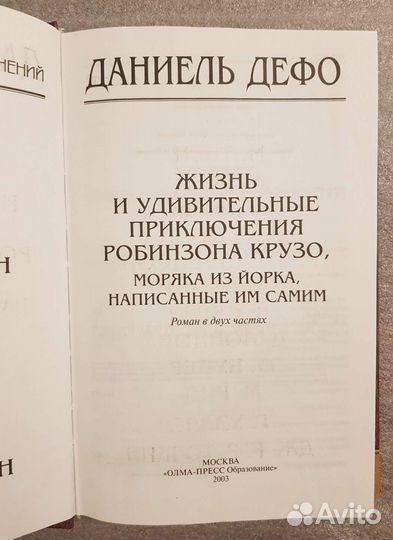 НЕНИЙ
ДАНИЕЛЬ ДЕФО
ЖИЗНЬ
И УДИВИТЕЛЬНЫЕ
ПРИКЛЮЧЕНИЯ
РОБИНЗОНА КРУЗО,
МОРЯКА ИЗ ЙОРКА,
НАПИСАННЫЕ ИМ САМИМ
Роман в двух частях
Н
Н
МОСКВА
«ОЛМА-ПРЕСС Образование»
2003
Avito